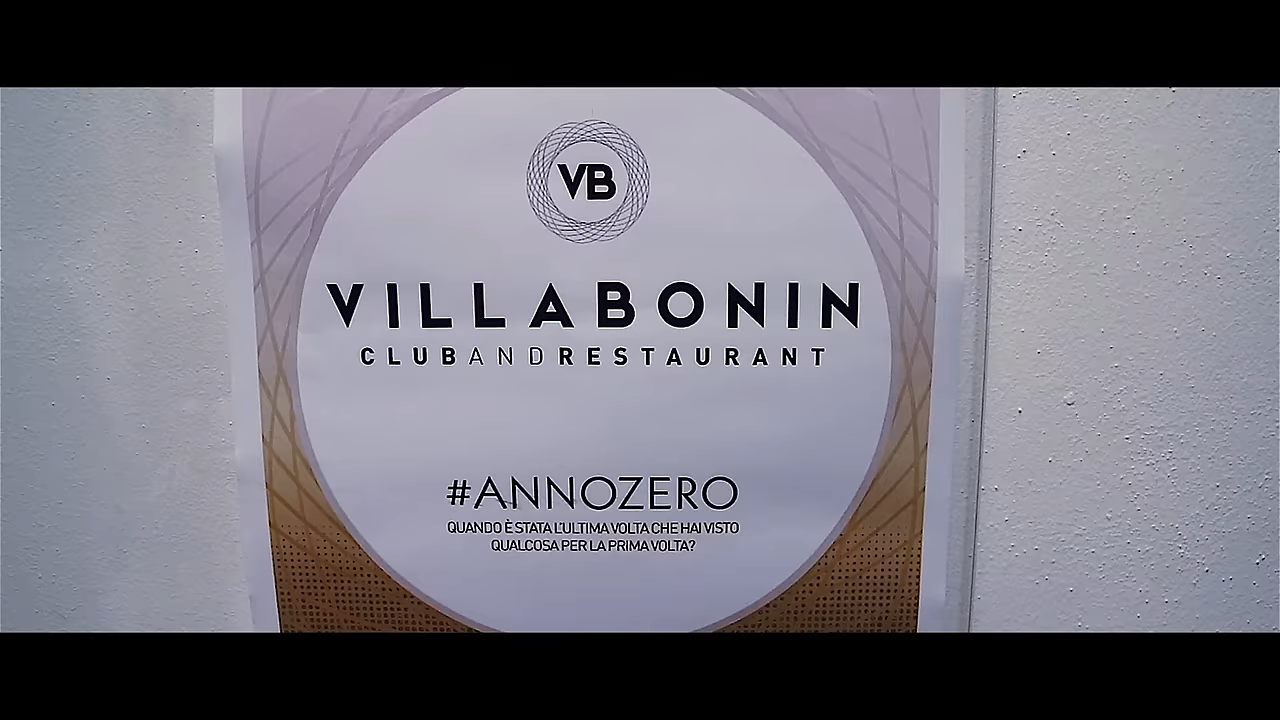 VB
VILLABONIN
CLUBANDRESTAURANT
#ANNOZERO
QUANDO È STATA L'ULTIMA VOLTA CHE HAI VISTO
QUALCOSA PER LA PRIMA VOLTA?